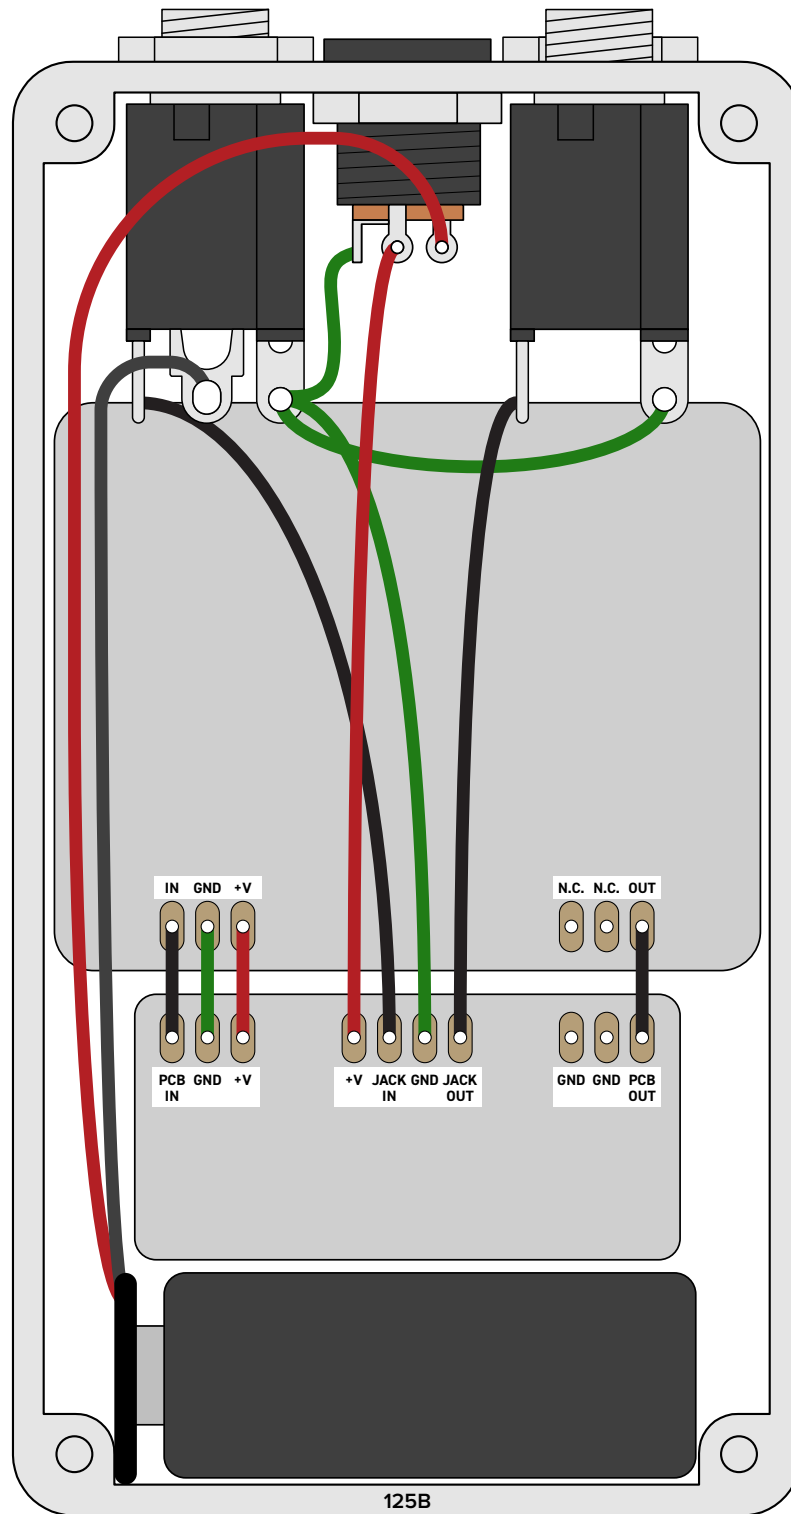 IN GND +V
N.C. N.C. OUT
PCB IN GND +V
+V JACK IN GND JACK OUT
GND GND PCB OUT
125B